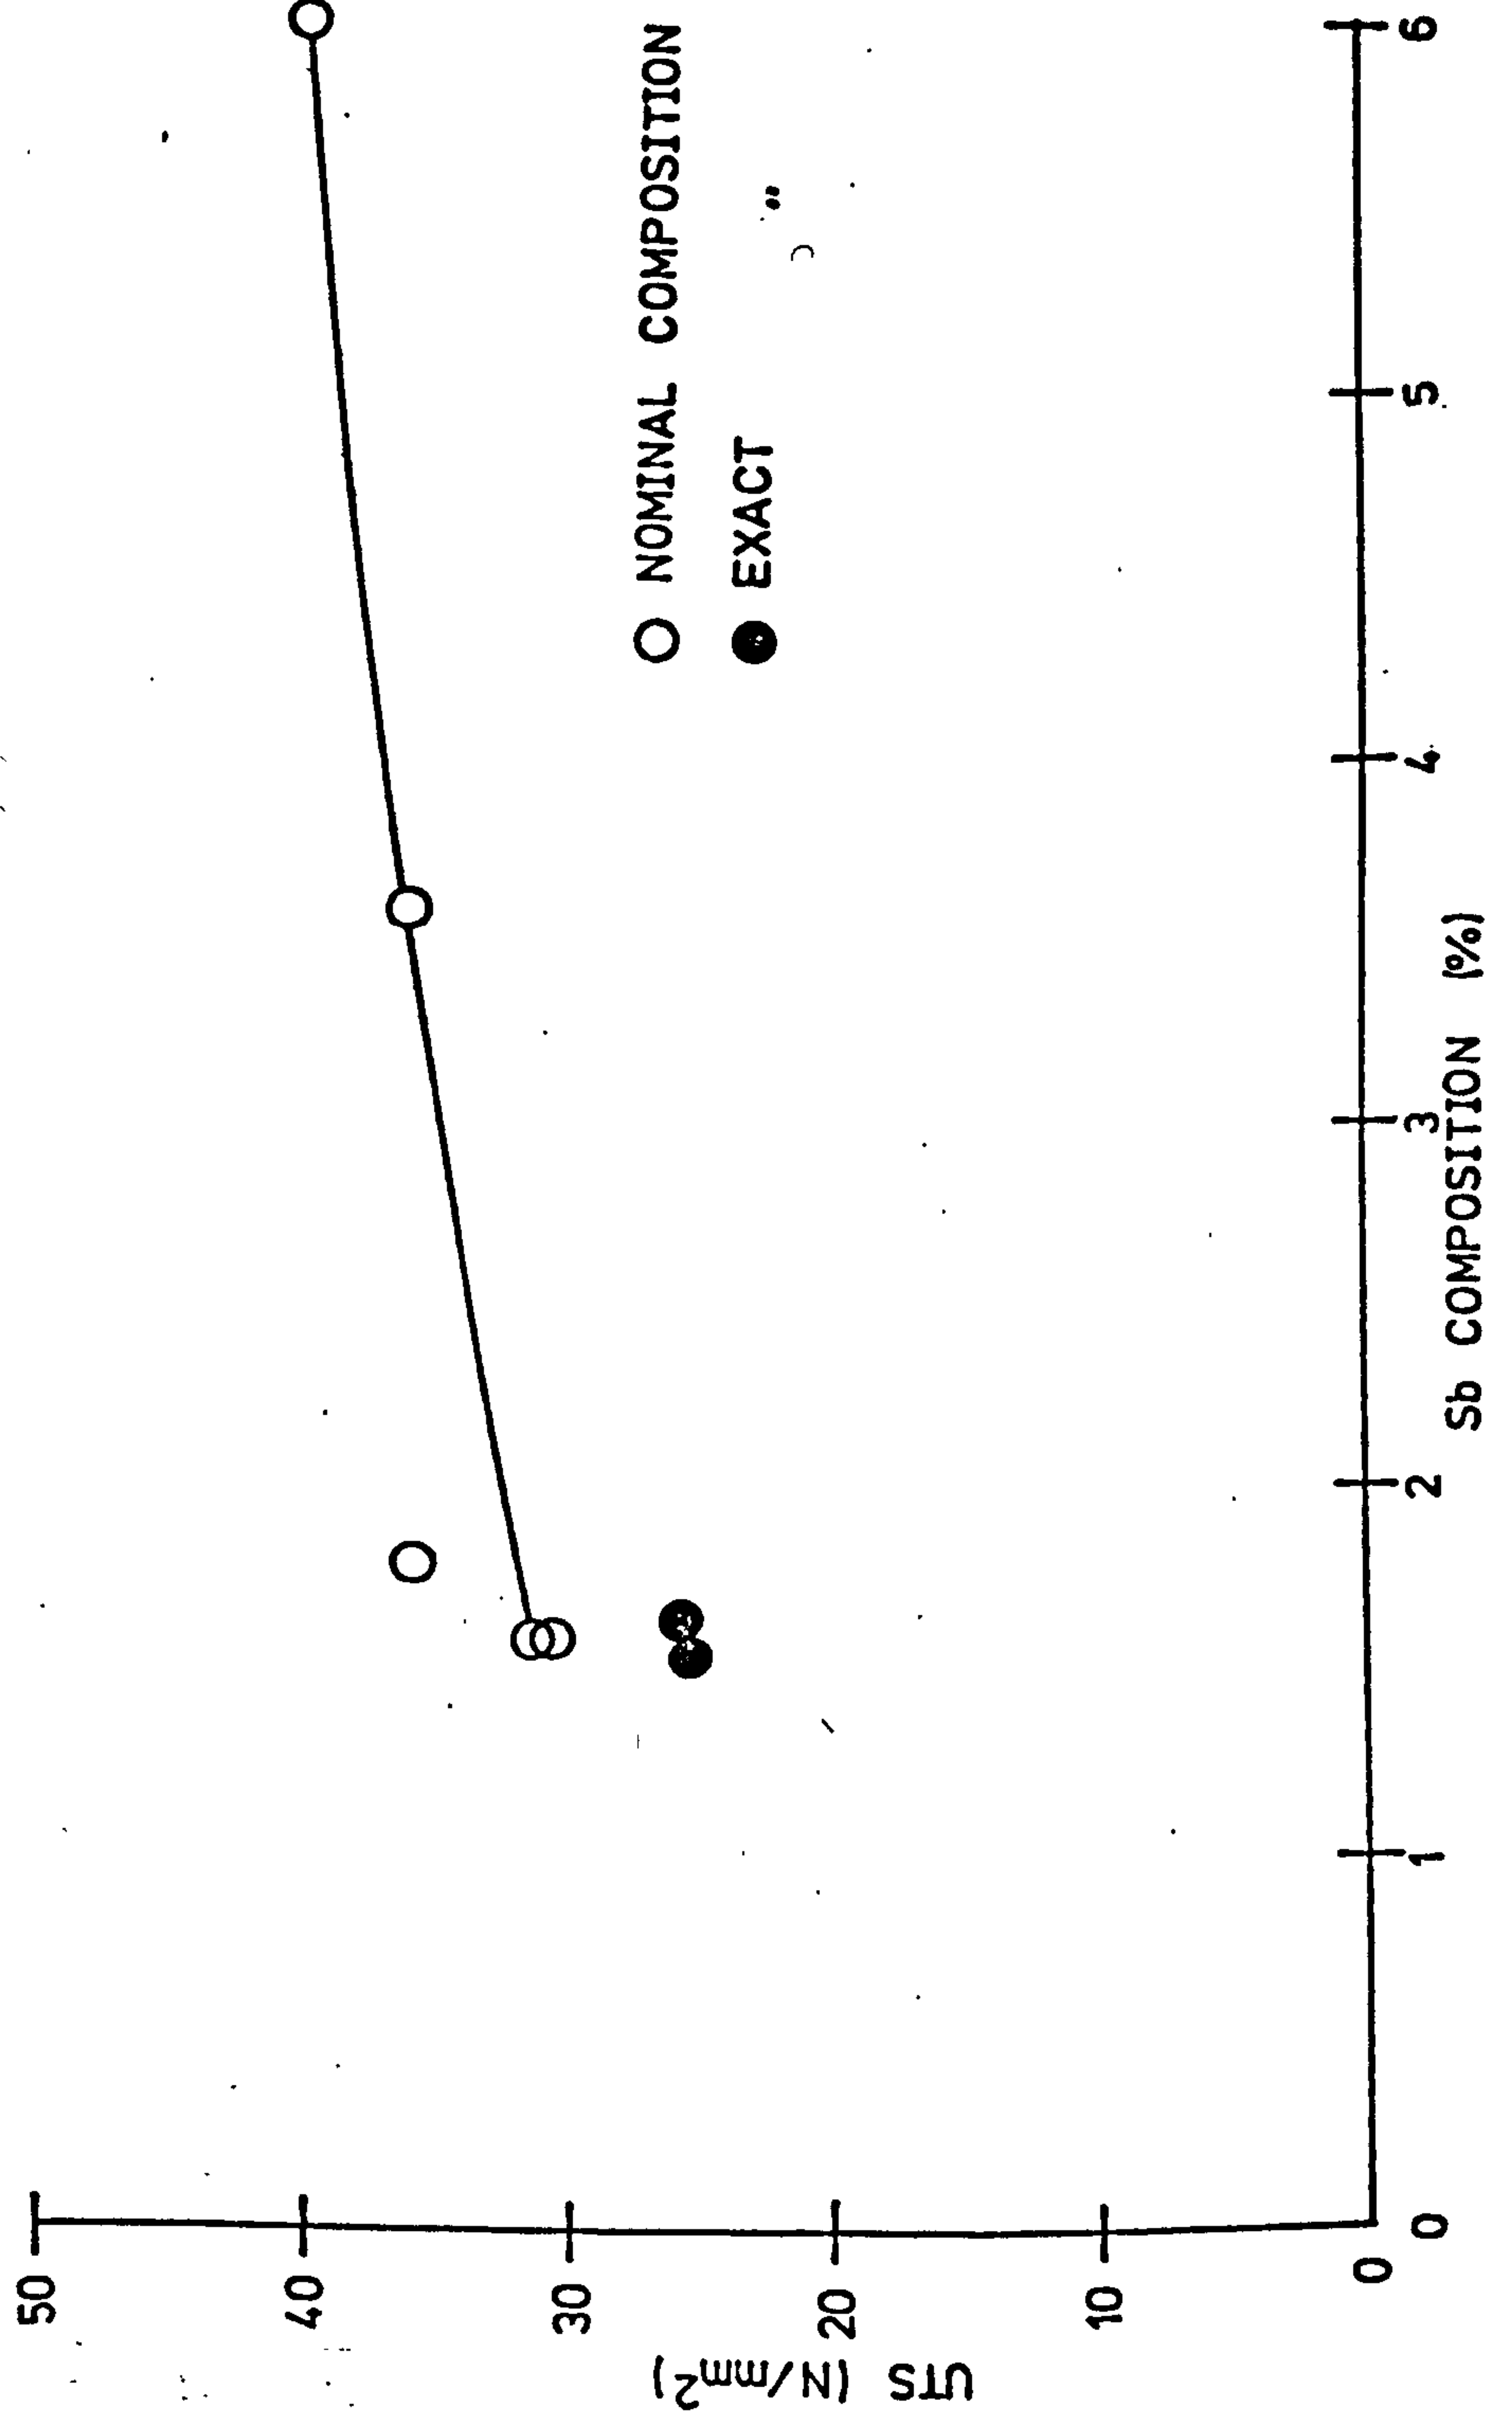 50
40
30
20
10
0
UTS (N/mm²)
○ NOMINAL COMPOSITION
● EXACT "
0 1 2 3 4 5 6
Sb COMPOSITION (%)